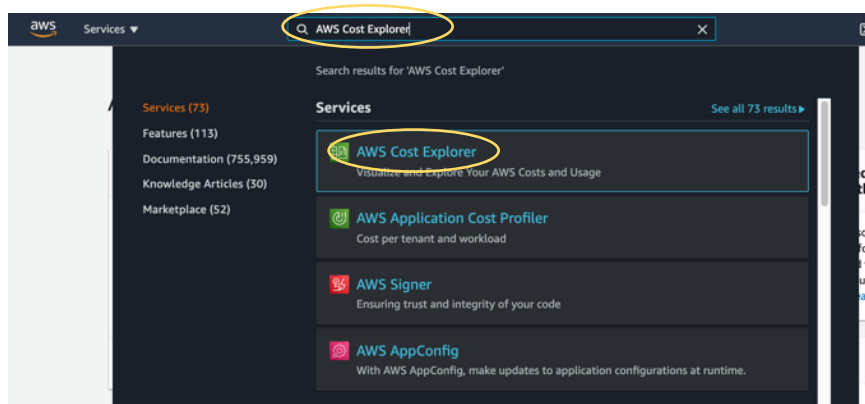 aws
Services ▼
AWS Cost Explorer
Search results for 'AWS Cost Explorer'
Services (73)
Features (113)
Documentation (755,959)
Knowledge Articles (30)
Marketplace (52)
Services
See all 73 results ▶
AWS Cost Explorer
Visualize and Explore Your AWS Costs and Usage
AWS Application Cost Profiler
Cost per tenant and workload
AWS Signer
Ensuring trust and integrity of your code
AWS AppConfig
With AWS AppConfig, make updates to application configurations at runtime.